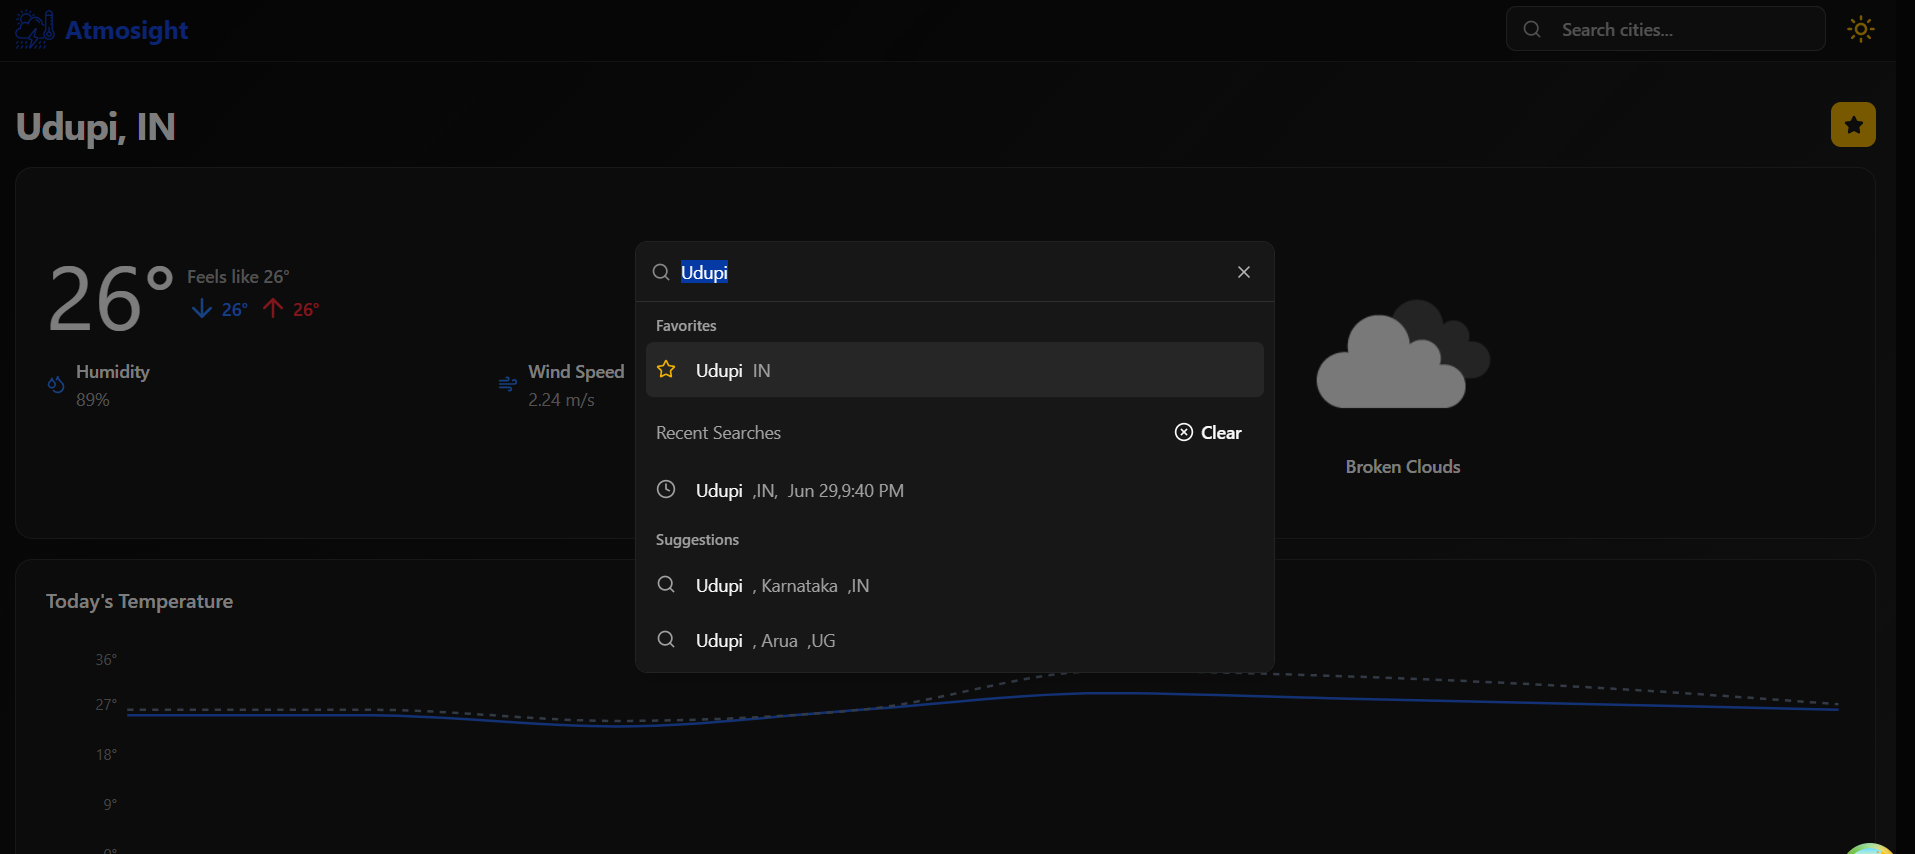 Atmosight
Search cities...
Udupi, IN
26°
Feels like 26°
26° 26°
Humidity
89%
Wind Speed
2.24 m/s
Udupi
Favorites
Udupi IN
Recent Searches
Clear
Udupi ,IN, Jun 29,9:40 PM
Suggestions
Udupi , Karnataka ,IN
Udupi , Arua ,UG
Broken Clouds
Today's Temperature
36°
27°
18°
9°
0°